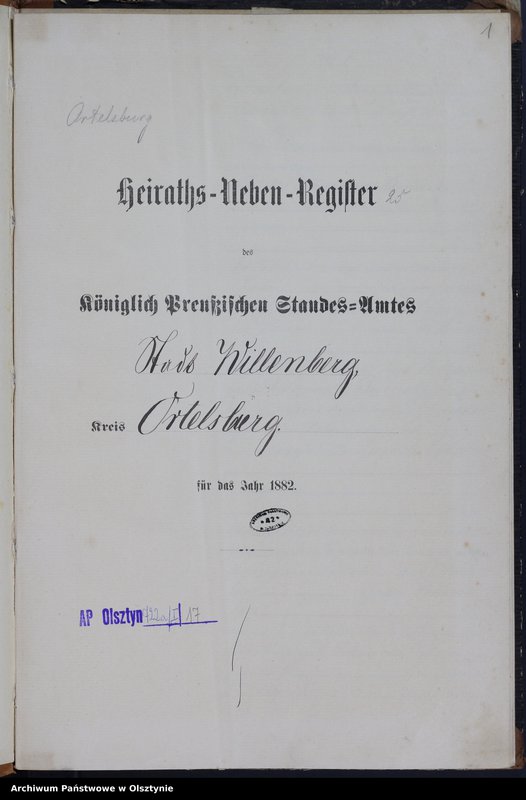 1
Ortelsburg
Heiraths-Neben-Register 25
des
Königlich Preußischen Standes-Amtes
Stadt Willenberg,
Kreis Ortelsburg.
für das Jahr 1882.
42
AP Olsztyn 17
Archiwum Państwowe w Olsztynie